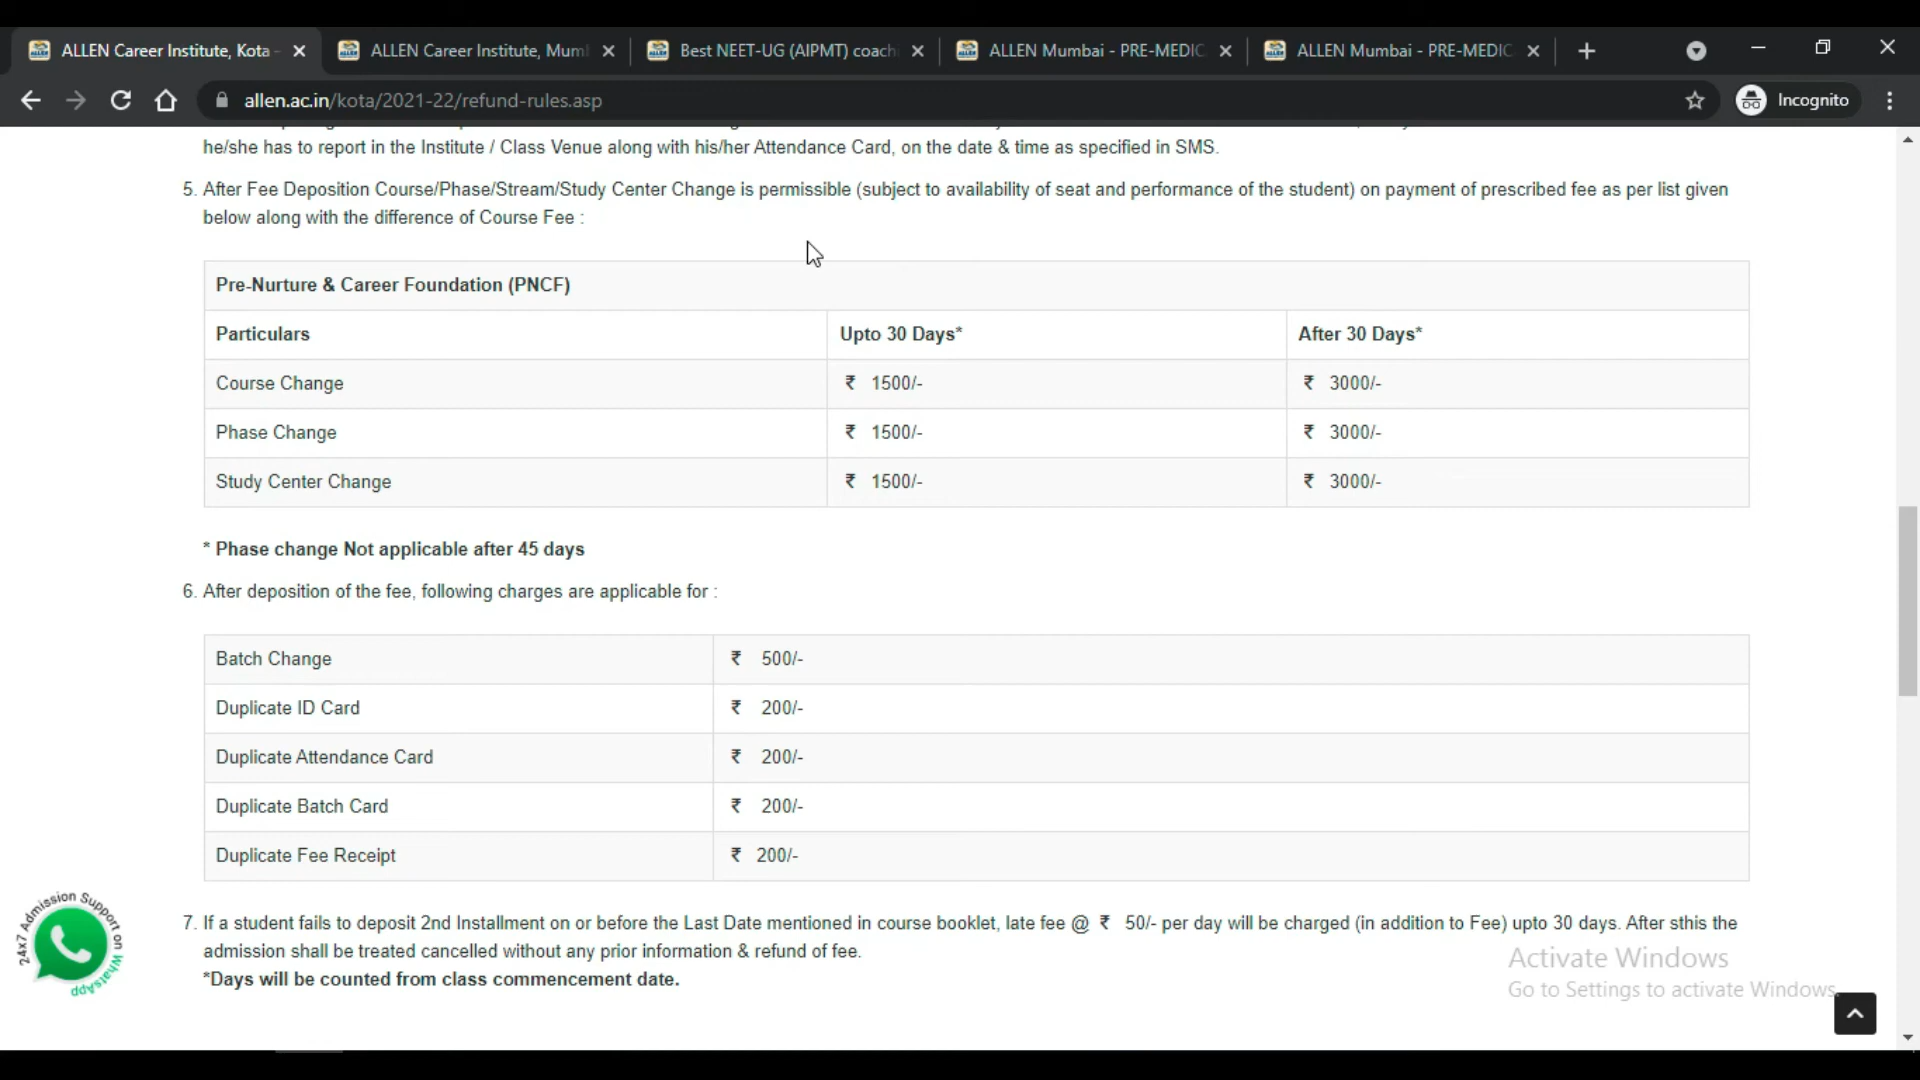 ALLEN Career Institute, Kota -
ALLEN Career Institute, Mum
Best NEET-UG (AIPMT) coach
ALLEN Mumbai - PRE-MEDIC
ALLEN Mumbai - PRE-MEDIC
allen.ac.in/kota/2021-22/refund-rules.asp
Incognito
he/she has to report in the Institute / Class Venue along with his/her Attendance Card, on the date & time as specified in SMS.
5. After Fee Deposition Course/Phase/Stream/Study Center Change is permissible (subject to availability of seat and performance of the student) on payment of prescribed fee as per list given
below along with the difference of Course Fee :
Pre-Nurture & Career Foundation (PNCF)
Particulars Upto 30 Days* After 30 Days*
Course Change ₹ 1500/- ₹ 3000/-
Phase Change ₹ 1500/- ₹ 3000/-
Study Center Change ₹ 1500/- ₹ 3000/-
* Phase change Not applicable after 45 days
6. After deposition of the fee, following charges are applicable for :
Batch Change ₹ 500/-
Duplicate ID Card ₹ 200/-
Duplicate Attendance Card ₹ 200/-
Duplicate Batch Card ₹ 200/-
Duplicate Fee Receipt ₹ 200/-
24x7 Admission Support on WhatsApp
7. If a student fails to deposit 2nd Installment on or before the Last Date mentioned in course booklet, late fee @ ₹ 50/- per day will be charged (in addition to Fee) upto 30 days. After sthis the
admission shall be treated cancelled without any prior information & refund of fee.
*Days will be counted from class commencement date.
Activate Windows
Go to Settings to activate Windows.